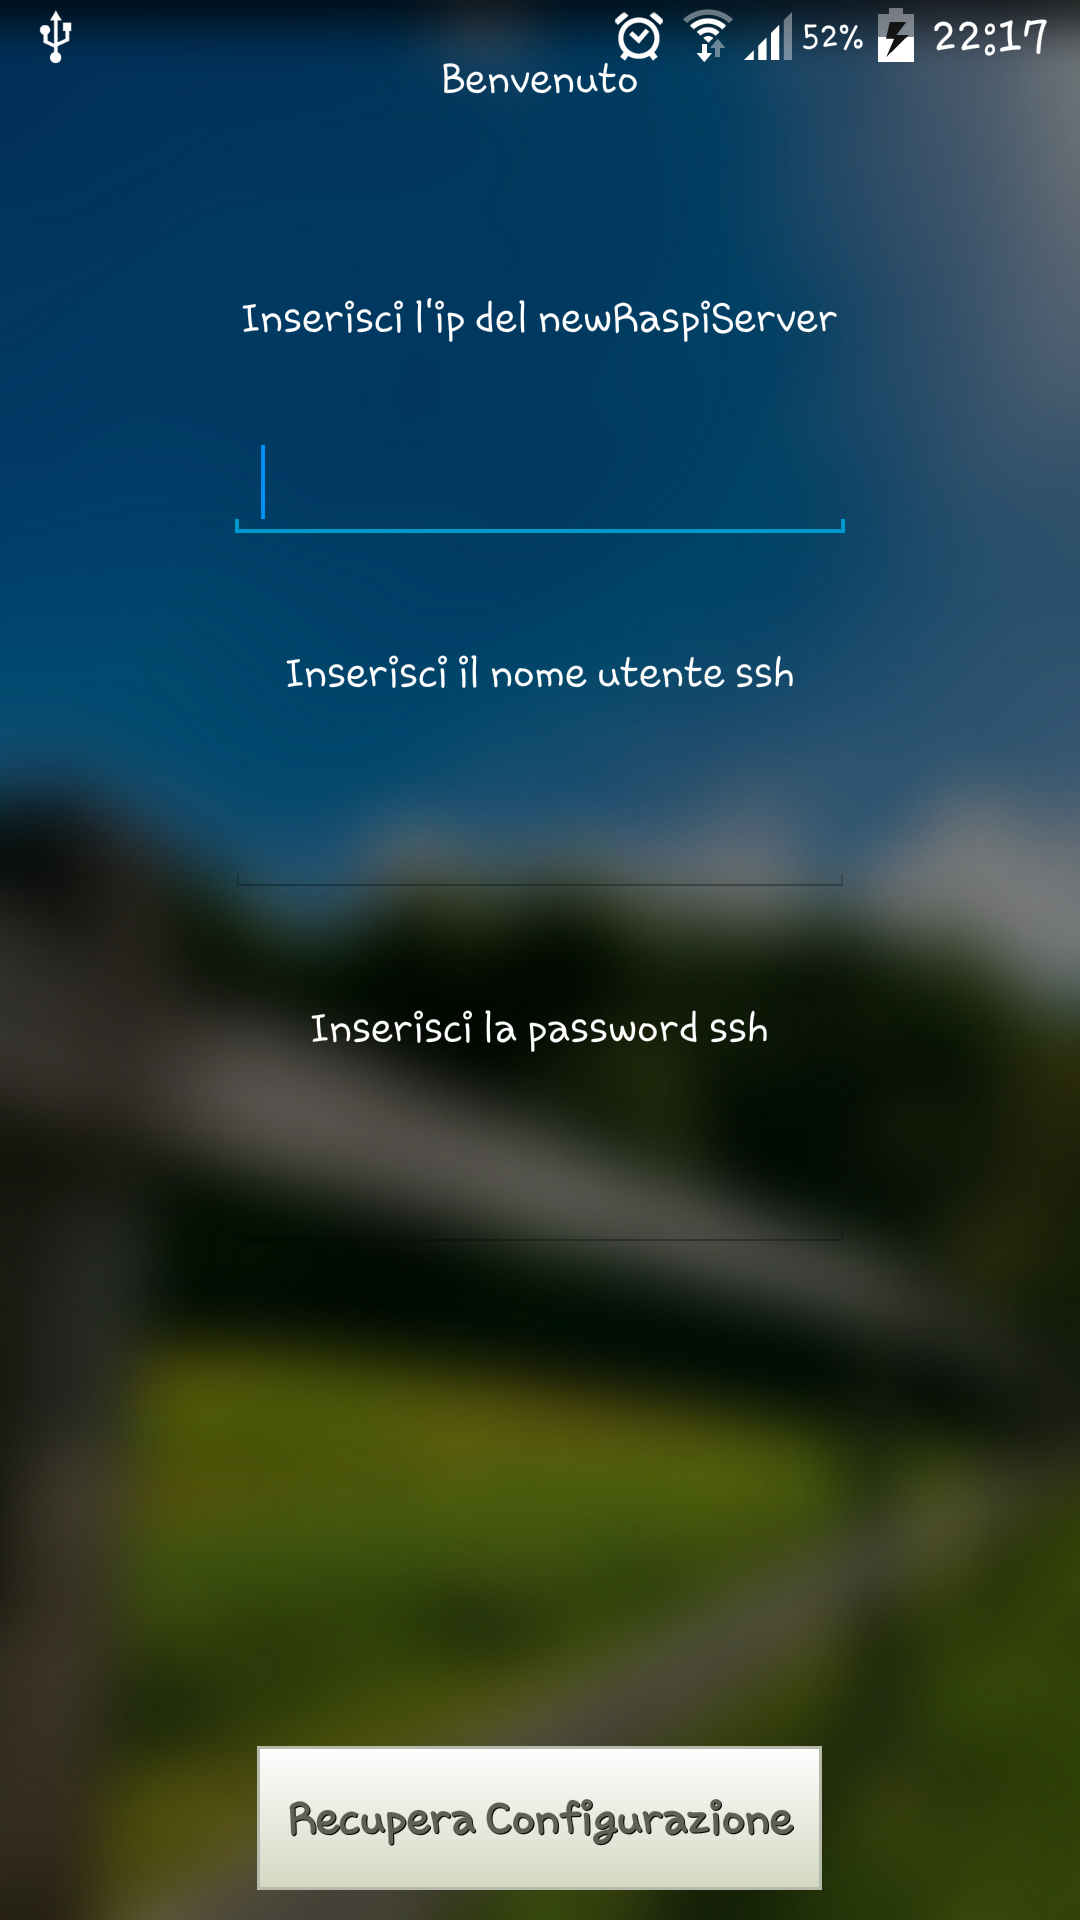 52% 22:17
Benvenuto
Inserisci l'ip del newRaspiServer
Inserisci il nome utente ssh
Inserisci la password ssh
Recupera Configurazione